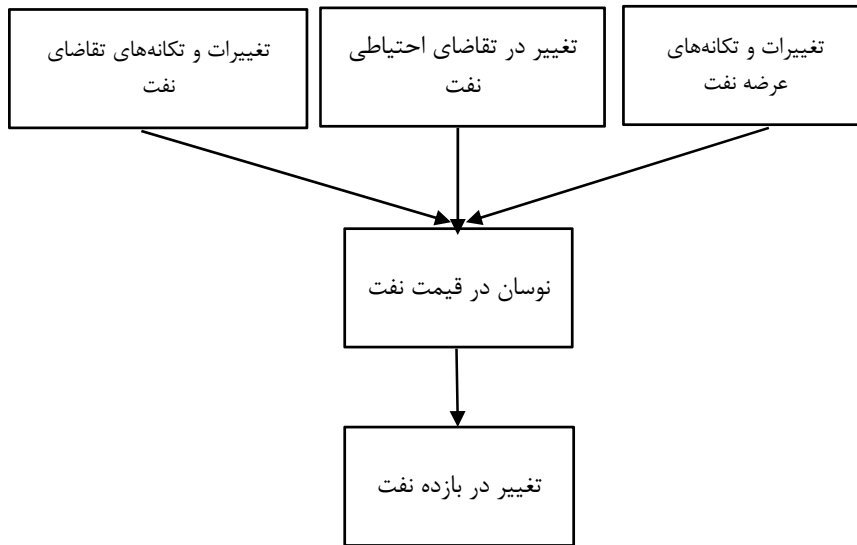 تغییرات و تکانه‌های
عرضه نفت
تغییر در تقاضای احتیاطی
نفت
تغییرات و تکانه‌های تقاضای
نفت
نوسان در قیمت نفت
تغییر در بازده نفت